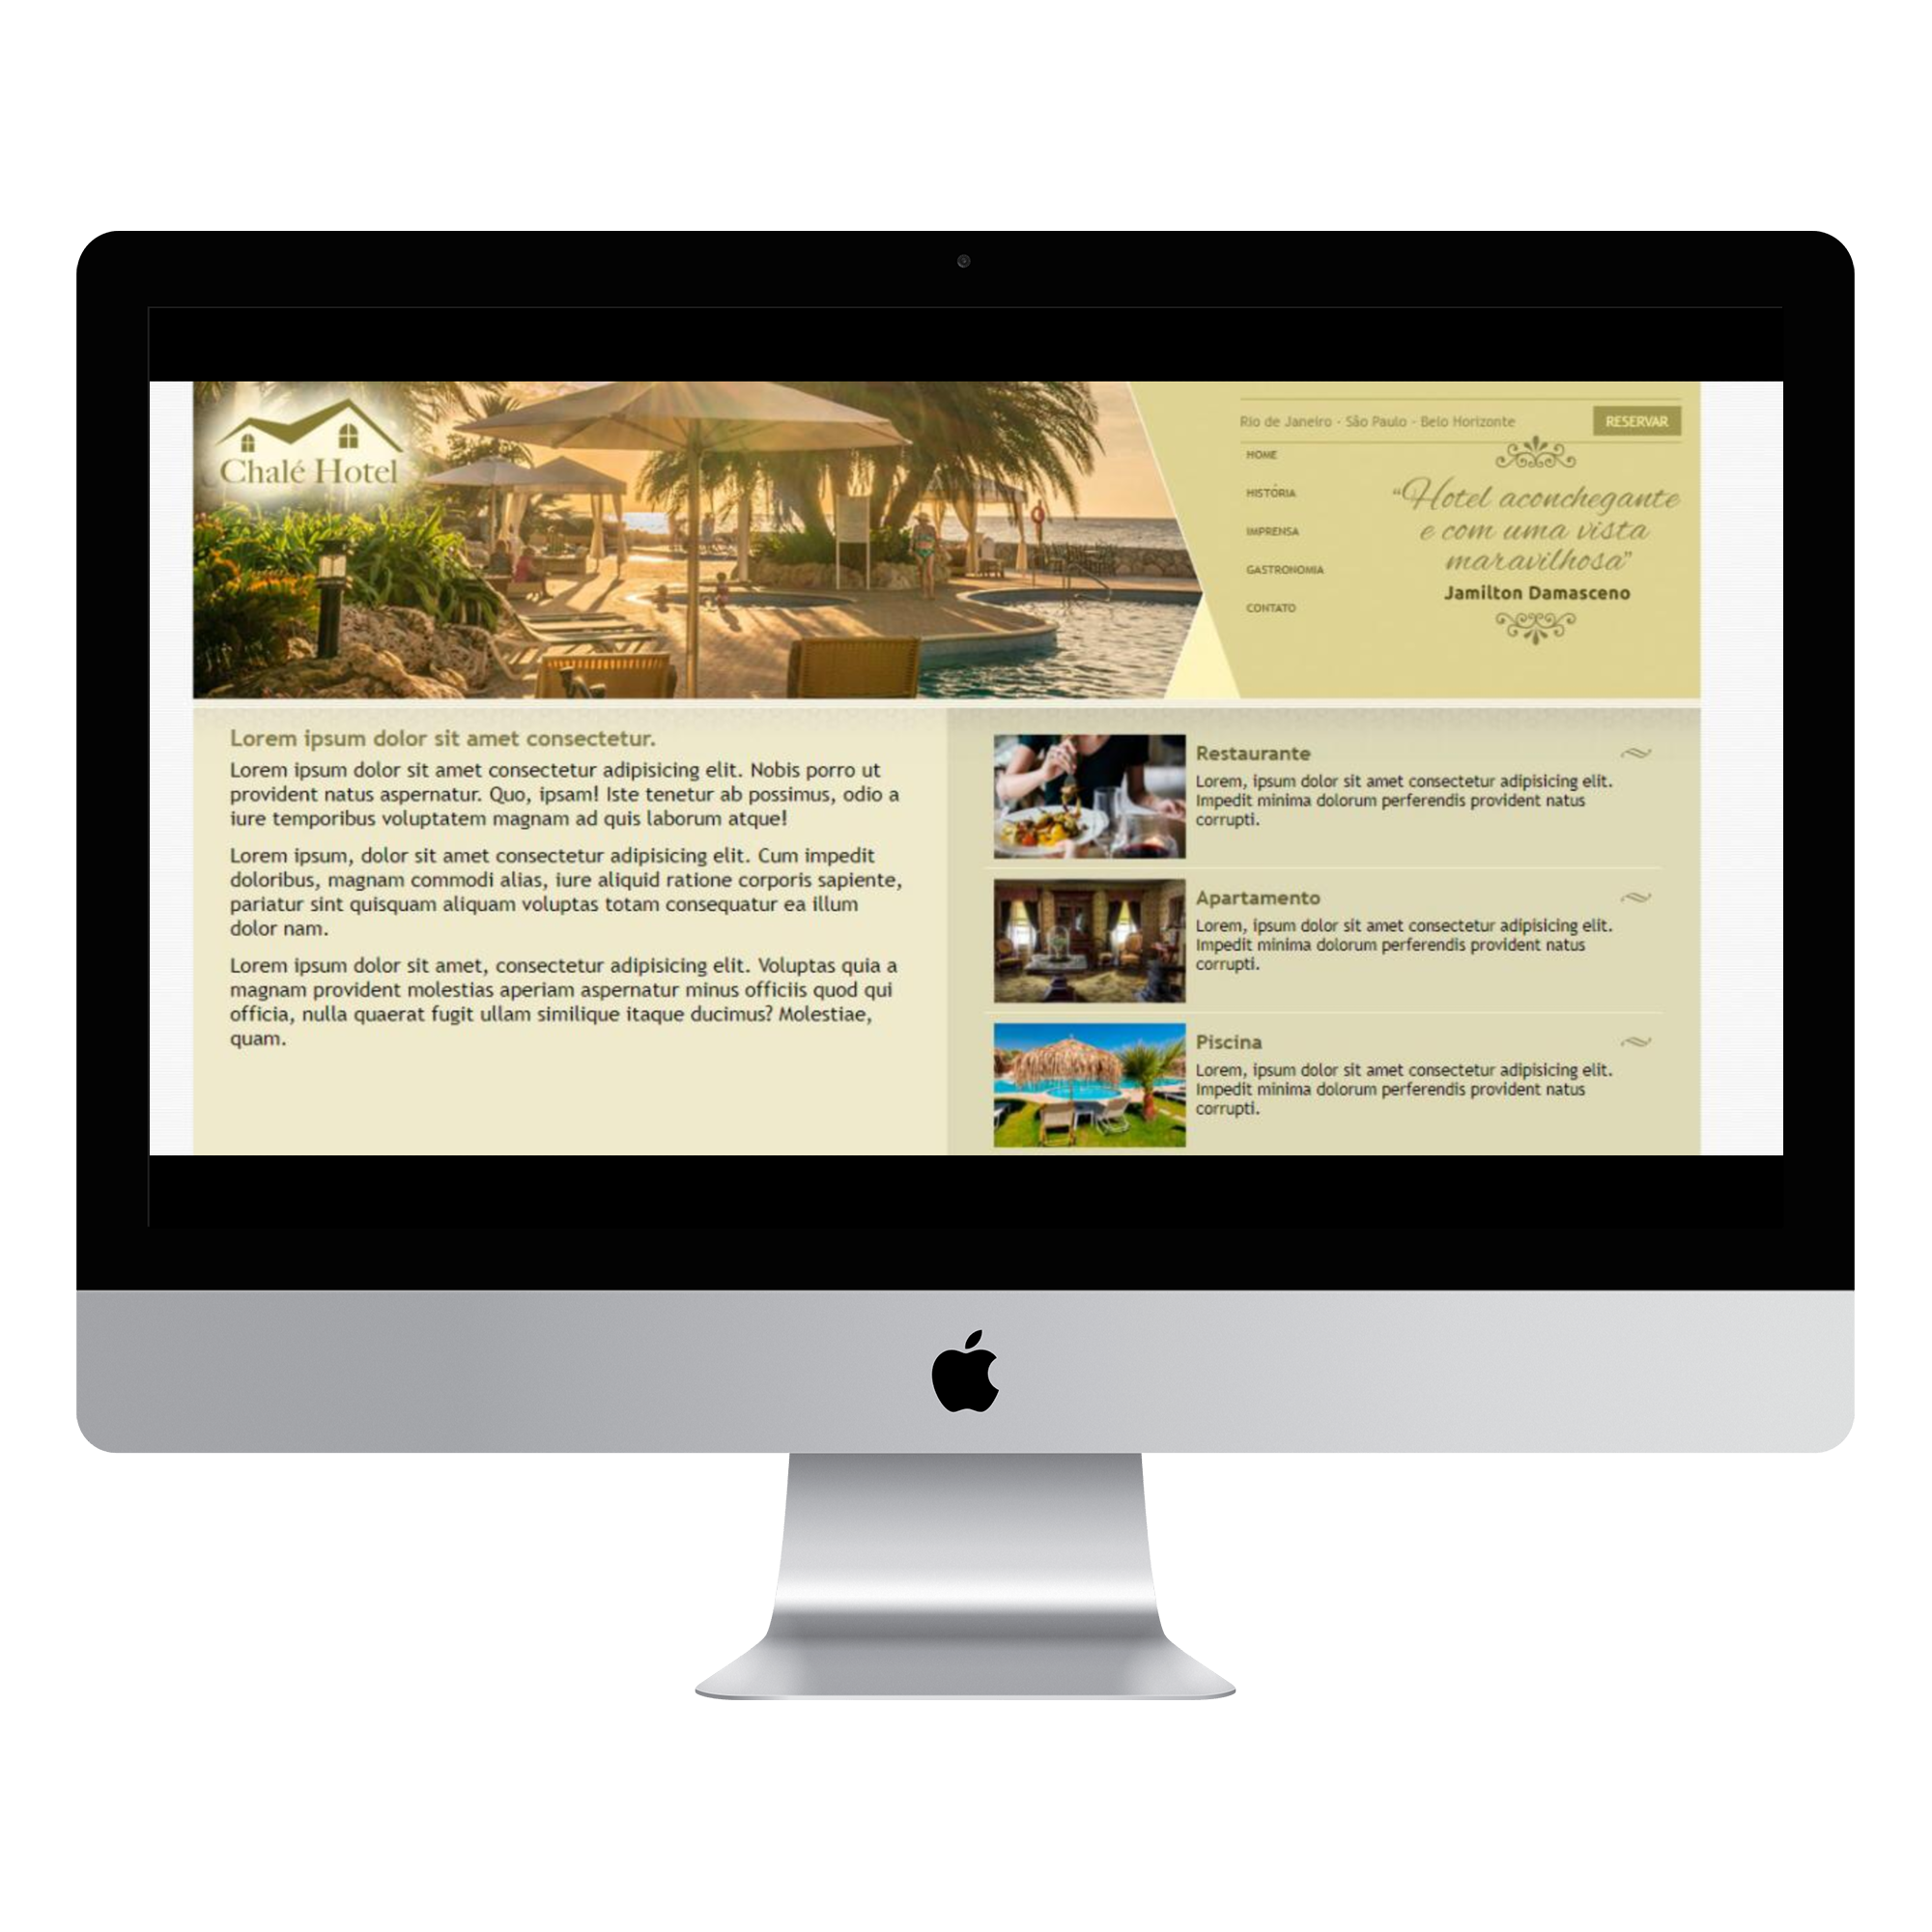 Chalé Hotel
Rio de Janeiro - São Paulo - Belo Horizonte
RESERVAR
HOME
HISTÓRIA
IMPRENSA
GASTRONOMIA
CONTATO
“Hotel aconchegante
e com uma vista
maravilhosa”
Jamilton Damasceno
Lorem ipsum dolor sit amet consectetur.
Lorem ipsum dolor sit amet consectetur adipisicing elit. Nobis porro ut
provident natus aspernatur. Quo, ipsam! Iste tenetur ab possimus, odio a
iure temporibus voluptatem magnam ad quis laborum atque!
Lorem ipsum, dolor sit amet consectetur adipisicing elit. Cum impedit
doloribus, magnam commodi alias, iure aliquid ratione corporis sapiente,
pariatur sint quisquam aliquam voluptas totam consequatur ea illum
dolor nam.
Lorem ipsum dolor sit amet, consectetur adipisicing elit. Voluptas quia a
magnam provident molestias aperiam aspernatur minus officiis quod qui
officia, nulla quaerat fugit ullam similique itaque ducimus? Molestiae,
quam.
Restaurante
Lorem, ipsum dolor sit amet consectetur adipisicing elit.
Impedit minima dolorum perferendis provident natus
corrupti.
Apartamento
Lorem, ipsum dolor sit amet consectetur adipisicing elit.
Impedit minima dolorum perferendis provident natus
corrupti.
Piscina
Lorem, ipsum dolor sit amet consectetur adipisicing elit.
Impedit minima dolorum perferendis provident natus
corrupti.